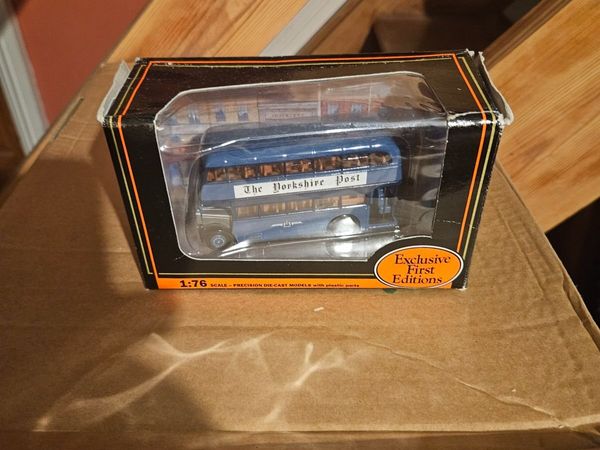 The Yorkshire Post
Exclusive
First
Editions
1:76 SCALE – PRECISION DIE-CAST MODELS with plastic parts